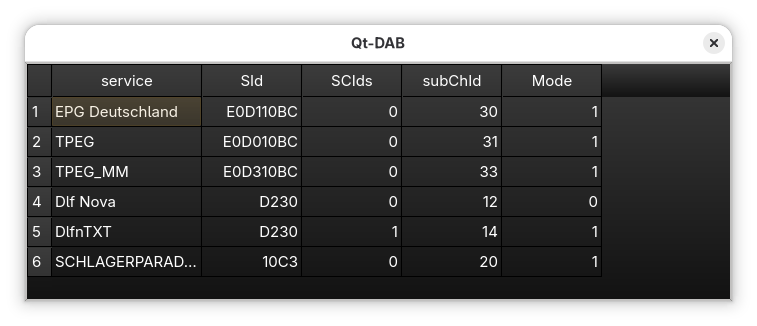 Qt-DAB
service SId SCIds subChId Mode
1 EPG Deutschland E0D110BC 0 30 1
2 TPEG E0D010BC 0 31 1
3 TPEG_MM E0D310BC 0 33 1
4 Dlf Nova D230 0 12 0
5 DlfnTXT D230 1 14 1
6 SCHLAGERPARAD... 10C3 0 20 1